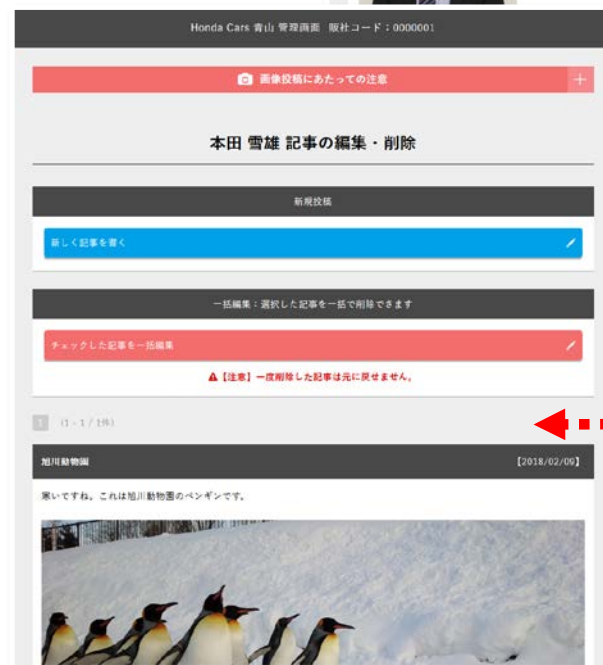 Honda Cars 青山 管理画面 販社コード：0000001
画像投稿にあたっての注意
本田 雪雄 記事の編集・削除
新規投稿
新しく記事を書く
一括編集：選択した記事を一括で削除できます
チェックした記事を一括編集
【注意】一度削除した記事は元に戻せません。
1 (1 - 1 / 1件)
旭川動物園 【2018/02/09】
寒いですね。これは旭川動物園のペンギンです。